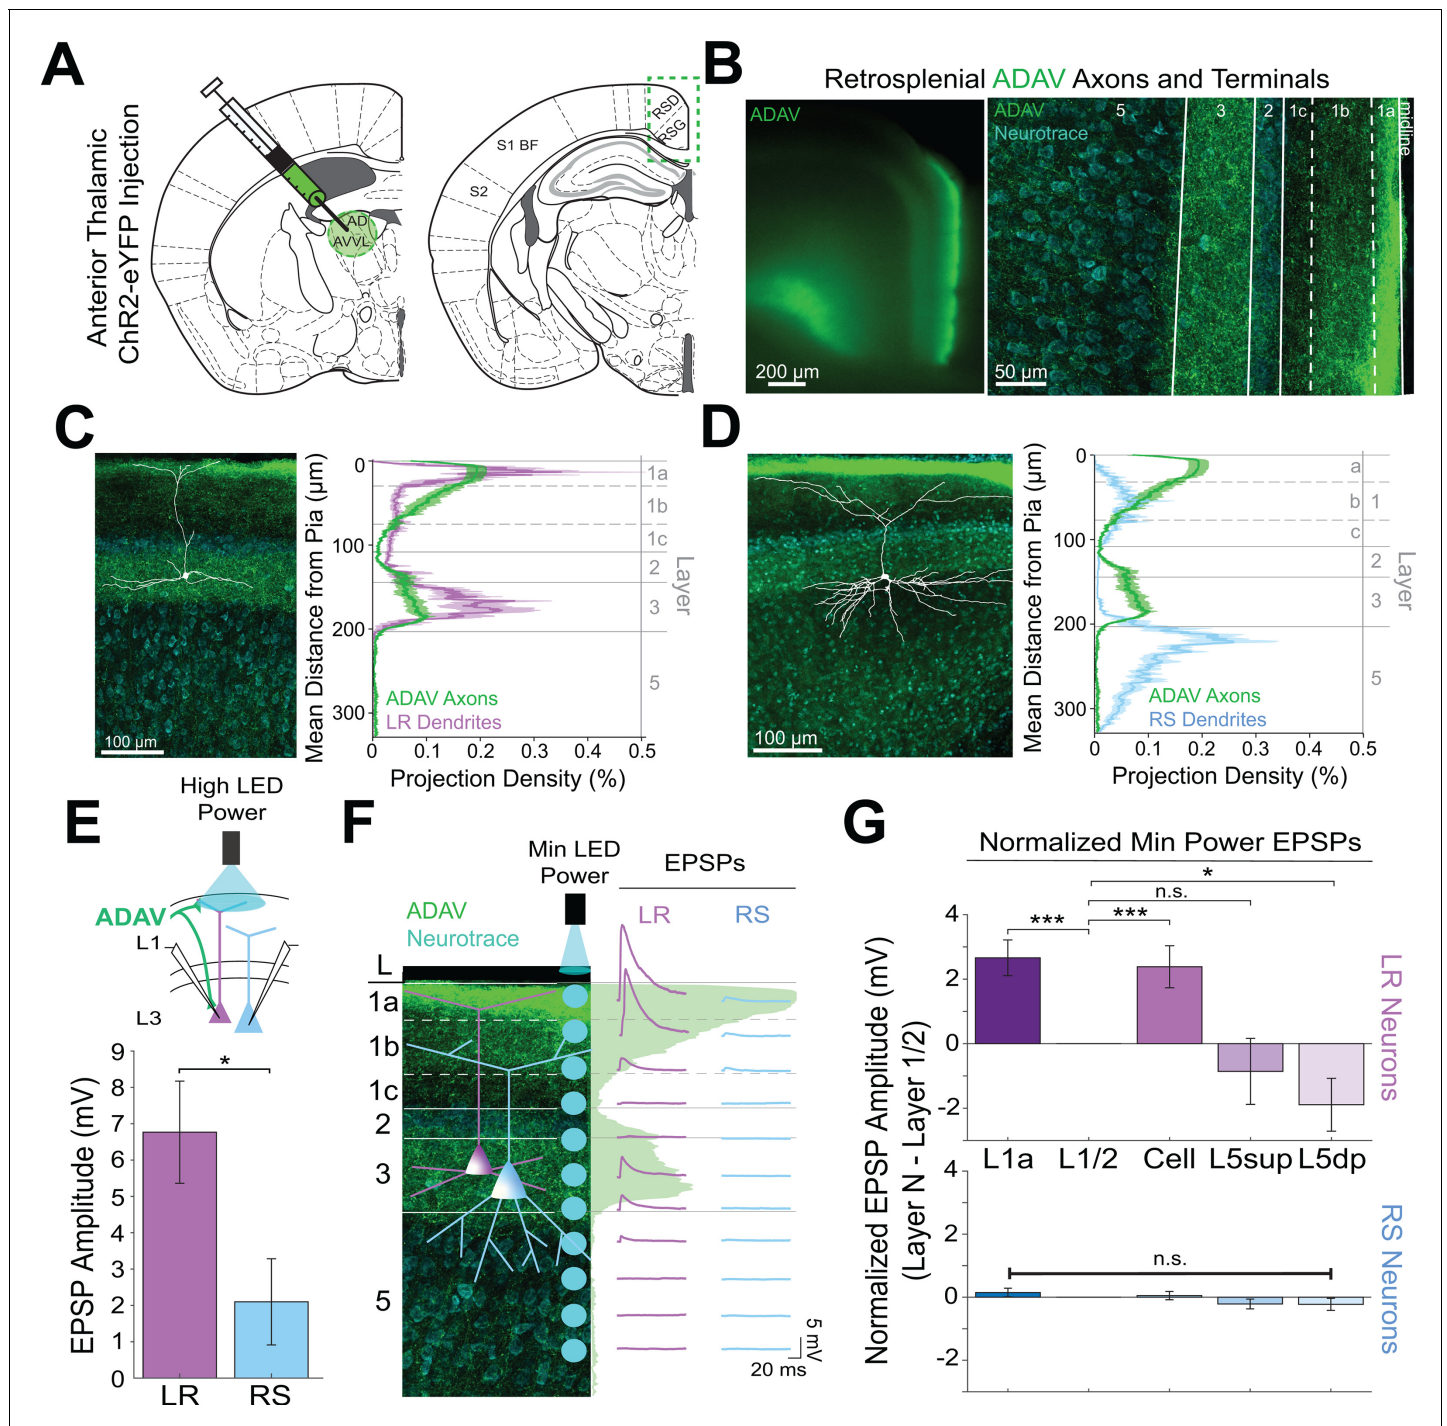 A
Anterior Thalamic
ChR2-eYFP Injection
AD
AVVL
S1 BF
S2
RSD
RSG
B
Retrosplenial ADAV Axons and Terminals
ADAV
200 µm
ADAV
Neurotrace
5
3
2
1c
1b
1a
midline
50 µm
C
100 µm
Mean Distance from Pia (µm)
0
100
200
300
1a
1b
1c
2
3
5
Layer
ADAV Axons
LR Dendrites
0
0.1
0.2
0.3
0.4
0.5
Projection Density (%)
D
100 µm
Mean Distance from Pia (µm)
0
100
200
300
a
b
1
c
2
3
5
Layer
ADAV Axons
RS Dendrites
0
0.1
0.2
0.3
0.4
0.5
Projection Density (%)
E
High LED
Power
ADAV
L1
L3
EPSP Amplitude (mV)
9
8
7
6
5
4
3
2
1
0
*
LR
RS
F
Min LED
Power
EPSPs
LR
RS
ADAV
Neurotrace
L
1a
1b
1c
2
3
5
5 mV
20 ms
G
Normalized Min Power EPSPs
*
n.s.
***
***
Normalized EPSP Amplitude (mV)
(Layer N - Layer 1/2)
4
2
0
-2
LR Neurons
L1a
L1/2
Cell
L5sup
L5dp
4
2
0
-2
n.s.
RS Neurons